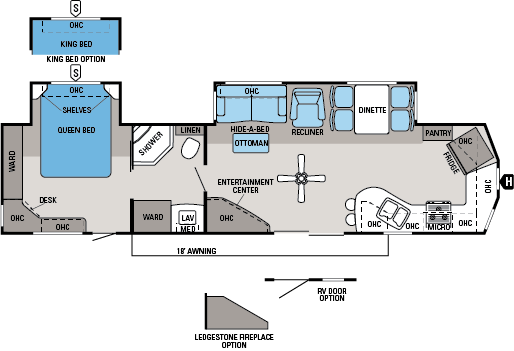 S
OHC
KING BED
KING BED OPTION
S
OHC
SHELVES
QUEEN BED
WARD
DESK
OHC
OHC
SHOWER
LINEN
WARD
LAV
MED
OHC
HIDE-A-BED
OTTOMAN
RECLINER
DINETTE
ENTERTAINMENT
CENTER
OHC
PANTRY
OHC
FRIDGE
OHC
H
OHC
OHC
MICRO
OHC
18' AWNING
RV DOOR
OPTION
LEDGESTONE FIREPLACE
OPTION